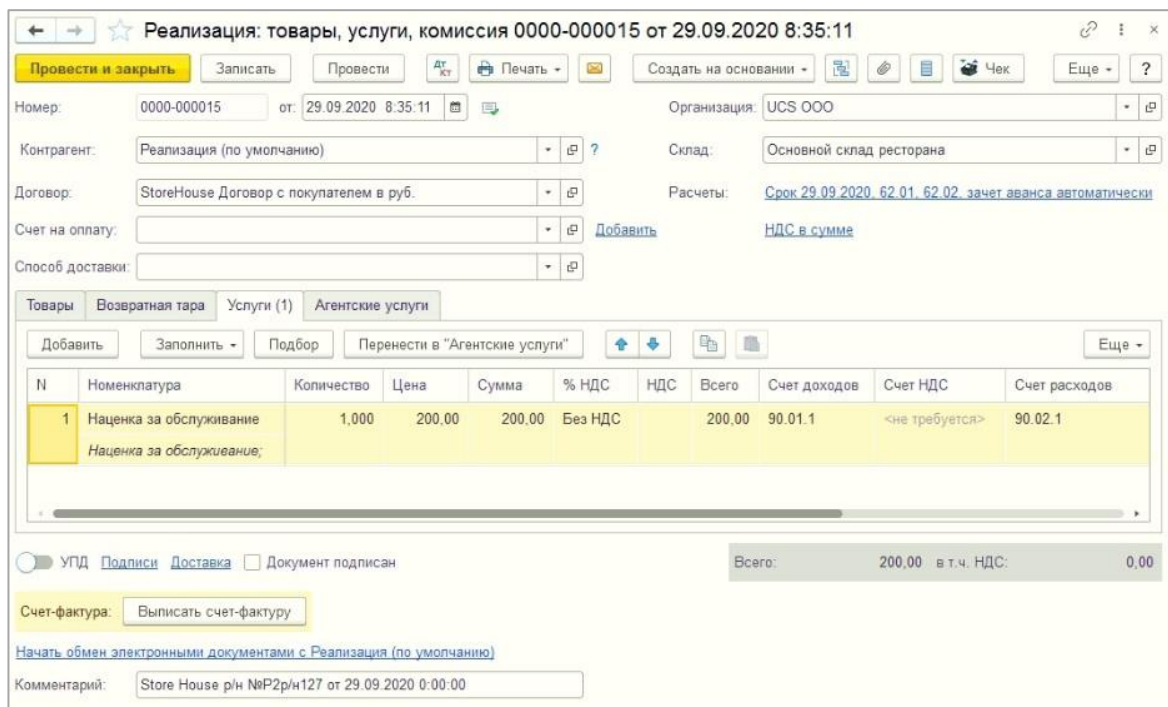 Реализация: товары, услуги, комиссия 0000-000015 от 29.09.2020 8:35:11
Провести и закрыть Записать Провести Дт Кт Печать Создать на основании Чек Еще ?
Номер: 0000-000015 от: 29.09.2020 8:35:11 Организация: UCS ООО
Контрагент: Реализация (по умолчанию) ? Склад: Основной склад ресторана
Договор: StoreHouse Договор с покупателем в руб. Расчеты: Срок 29.09.2020, 62.01, 62.02, зачет аванса автоматически
Счет на оплату: Добавить НДС в сумме
Способ доставки:
Товары Возвратная тара Услуги (1) Агентские услуги
Добавить Заполнить Подбор Перенести в "Агентские услуги" Еще
N Номенклатура Количество Цена Сумма % НДС НДС Всего Счет доходов Счет НДС Счет расходов
1 Наценка за обслуживание 1,000 200,00 200,00 Без НДС 200,00 90.01.1 <не требуется> 90.02.1
Наценка за обслуживание;
УПД Подписи Доставка Документ подписан Всего: 200,00 в т.ч. НДС: 0,00
Счет-фактура: Выписать счет-фактуру
Начать обмен электронными документами с Реализация (по умолчанию)
Комментарий: Store House р/н №Р2р/н127 от 29.09.2020 0:00:00